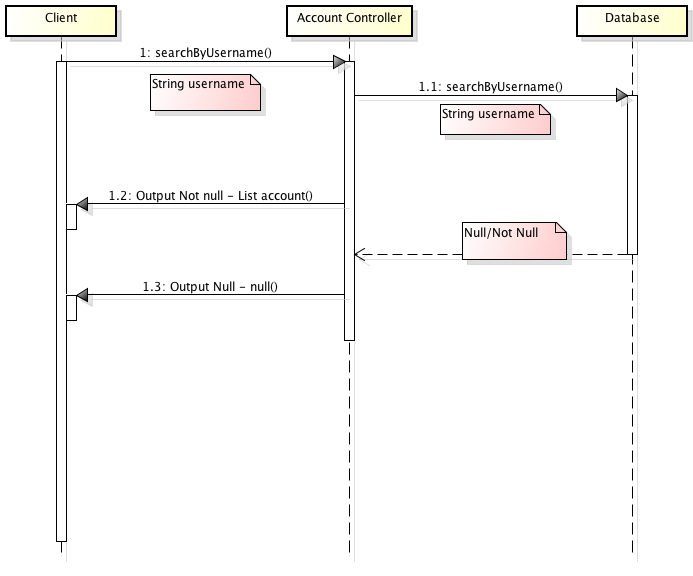 Client
Account Controller
Database
1: searchByUsername()
String username
1.1: searchByUsername()
String username
1.2: Output Not null - List account()
Null/Not Null
1.3: Output Null - null()